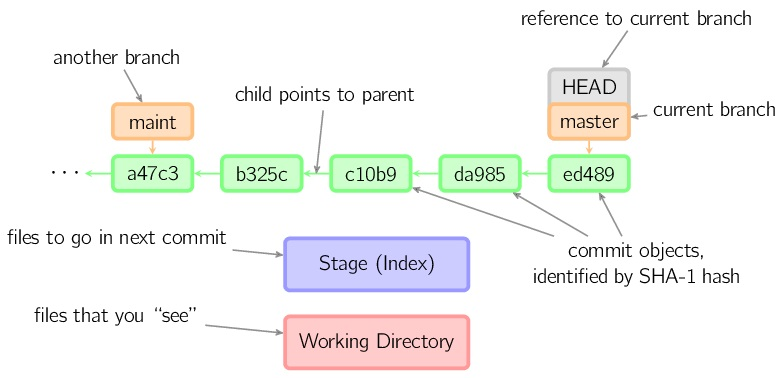 reference to current branch
another branch
HEAD
child points to parent
maint
master
current branch
...
a47c3
b325c
c10b9
da985
ed489
files to go in next commit
Stage (Index)
commit objects,
identified by SHA-1 hash
files that you “see”
Working Directory